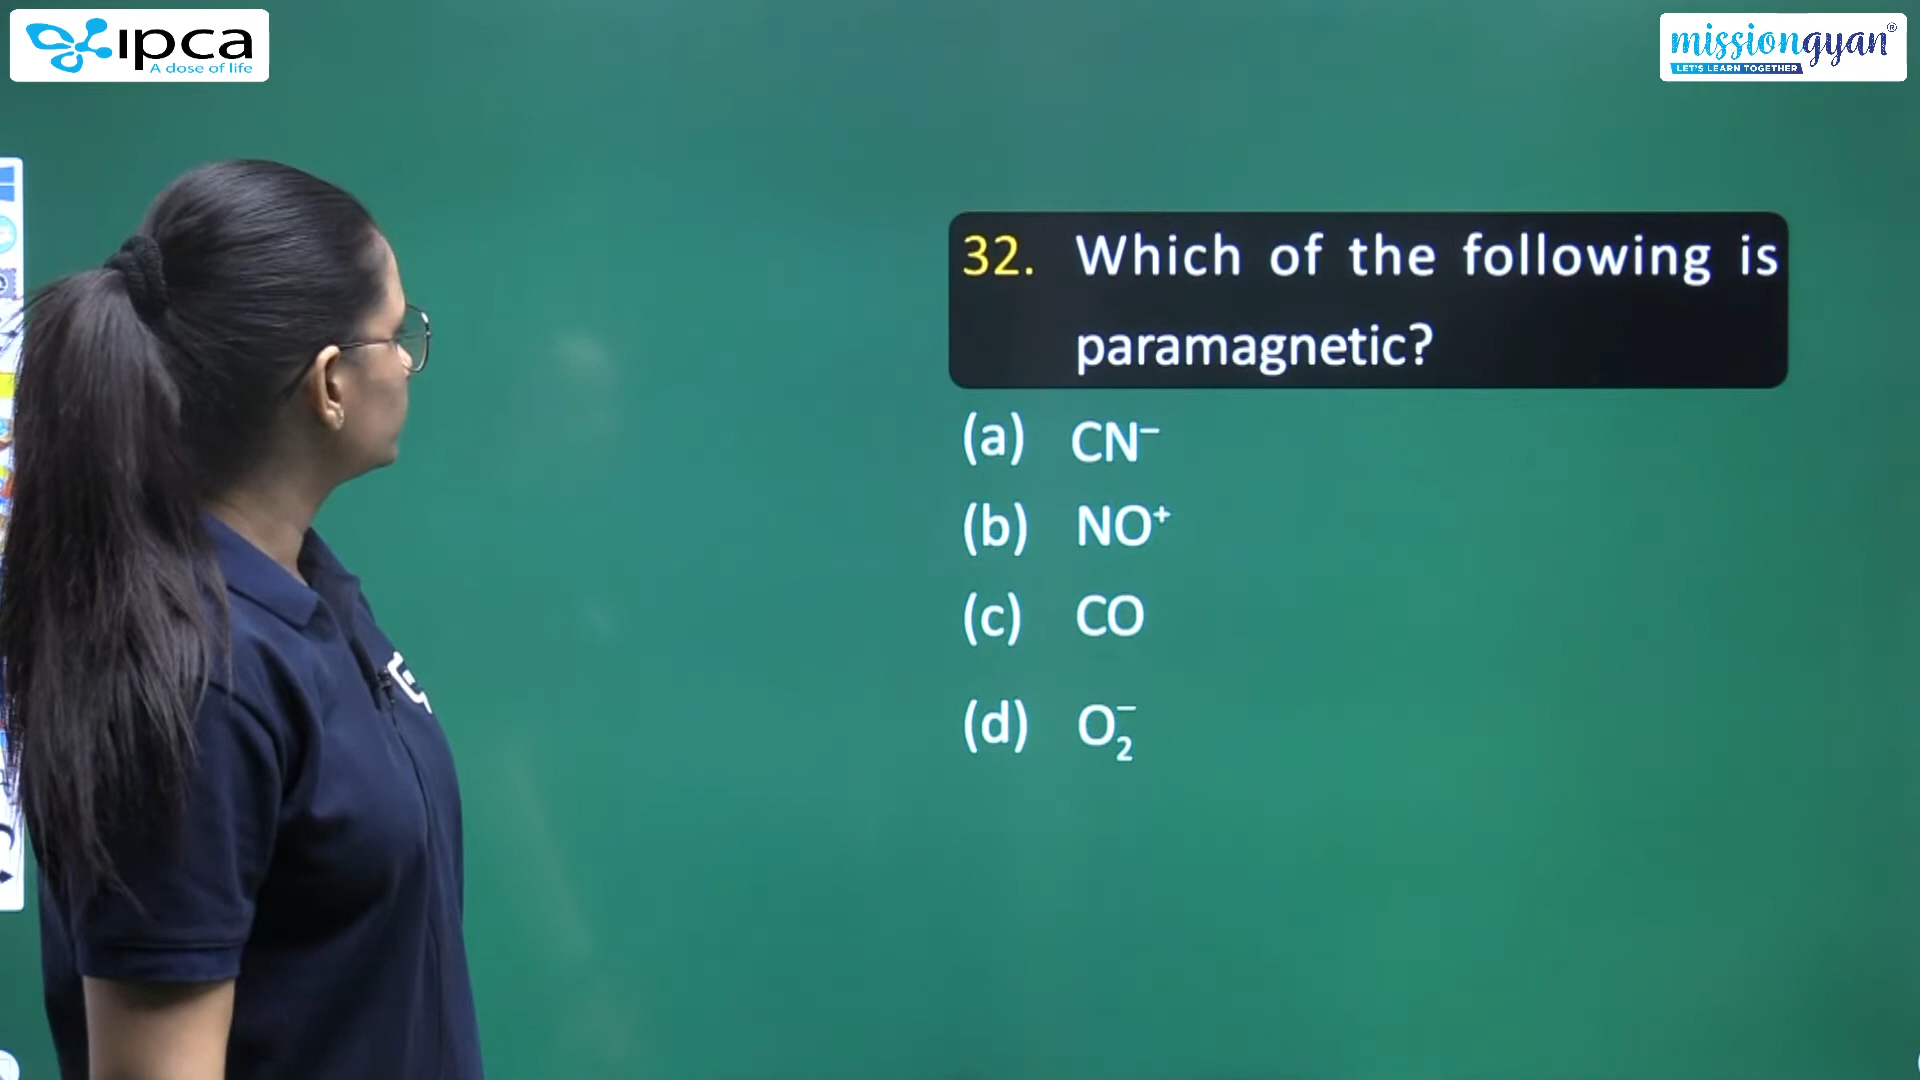 ipca
A dose of life
missiongyan®
LET'S LEARN TOGETHER
32. Which of the following is
paramagnetic?
(a) CN⁻
(b) NO⁺
(c) CO
(d) O₂⁻